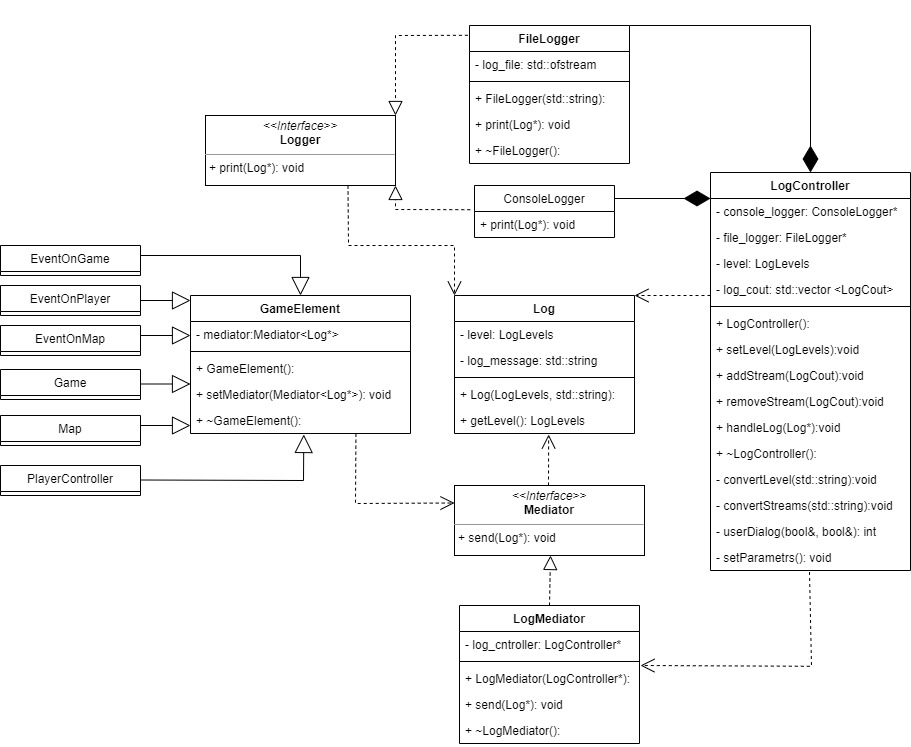 FileLogger
- log_file: std::ofstream
+ FileLogger(std::string):
+ print(Log*): void
+ ~FileLogger():
<<Interface>>
Logger
+ print(Log*): void
ConsoleLogger
+ print(Log*): void
LogController
- console_logger: ConsoleLogger*
- file_logger: FileLogger*
- level: LogLevels
- log_cout: std::vector <LogCout>
+ LogController():
+ setLevel(LogLevels):void
+ addStream(LogCout):void
+ removeStream(LogCout):void
+ handleLog(Log*):void
+ ~LogController():
- convertLevel(std::string):void
- convertStreams(std::string):void
- userDialog(bool&, bool&): int
- setParametrs(): void
EventOnGame
EventOnPlayer
EventOnMap
Game
Map
PlayerController
GameElement
- mediator:Mediator<Log*>
+ GameElement():
+ setMediator(Mediator<Log*>): void
+ ~GameElement():
Log
- level: LogLevels
- log_message: std::string
+ Log(LogLevels, std::string):
+ getLevel(): LogLevels
<<Interface>>
Mediator
+ send(Log*): void
LogMediator
- log_cntroller: LogController*
+ LogMediator(LogController*):
+ send(Log*): void
+ ~LogMediator():